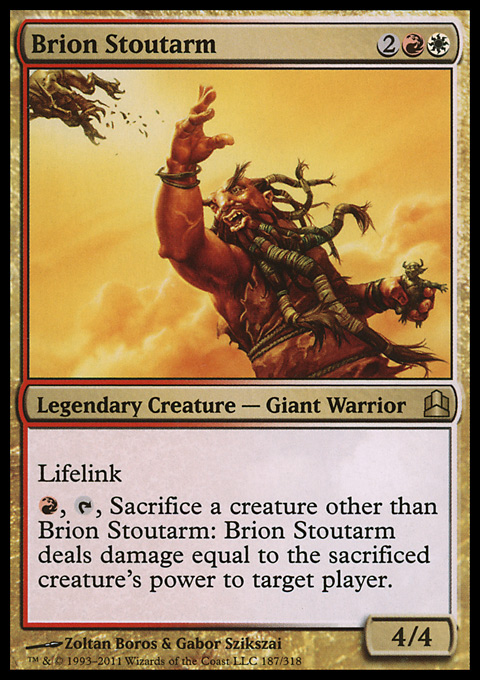 Brion Stoutarm 2
Legendary Creature — Giant Warrior
Lifelink
, , Sacrifice a creature other than
Brion Stoutarm: Brion Stoutarm
deals damage equal to the sacrificed
creature's power to target player.
Zoltan Boros & Gabor Szikszai
4/4
™ & © 1993–2011 Wizards of the Coast LLC 187/318